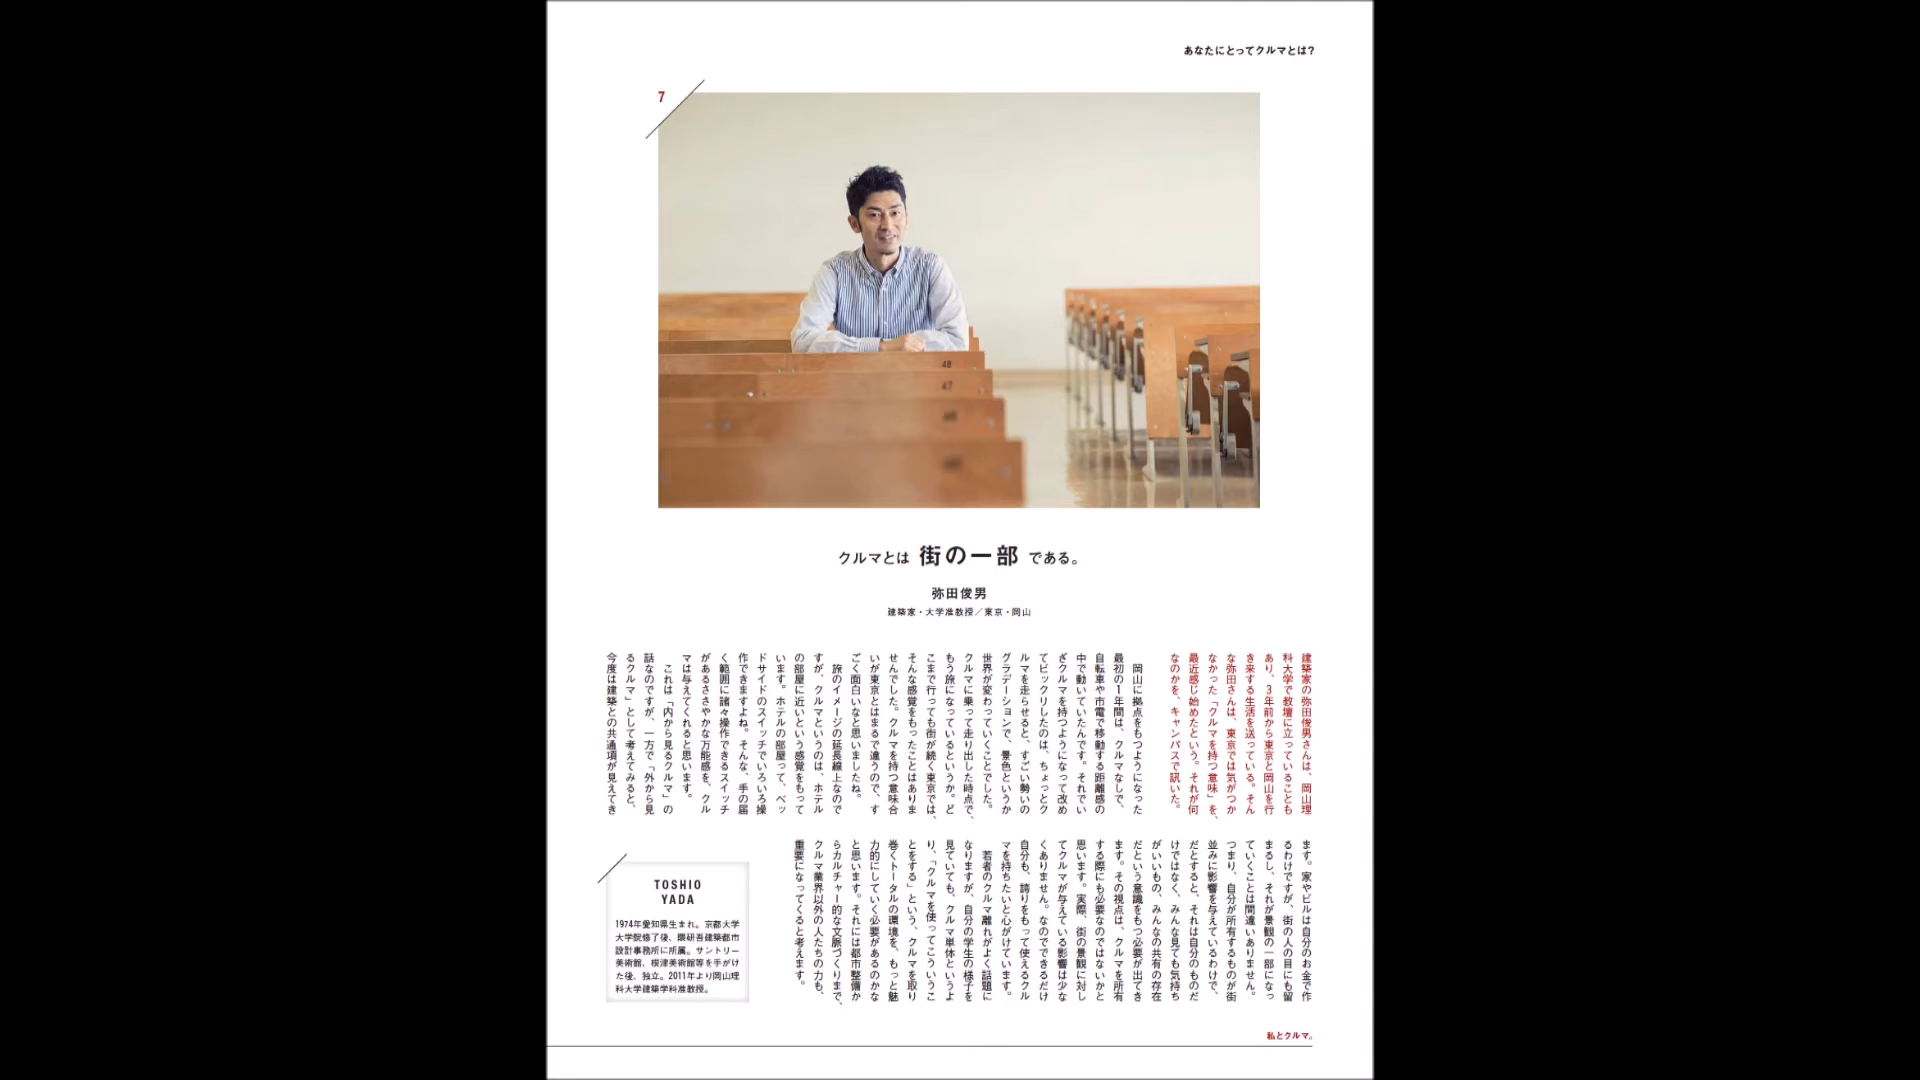 あなたにとってクルマとは?
7
48
47
クルマとは 街の一部 である。
弥田俊男
建築家・大学准教授／東京・岡山
建築家の弥田俊男さんは、岡山理
科大学で教壇に立っていることも
あり、3年前から東京と岡山を行
き来する生活を送っている。そん
な弥田さんは、東京では気がつか
なかった「クルマを持つ意味」を、
最近感じ始めたという。それが何
なのかを、キャンパスで訊いた。
岡山に拠点をもつようになった
最初の1年間は、クルマなしで、
自転車や市電で移動する距離感の
中で動いていたんです。それでい
ざクルマを持つようになって改め
てビックリしたのは、ちょっとク
ルマを走らせると、すごい勢いの
グラデーションで、景色というか
世界が変わっていくことでした。
クルマに乗って走り出した時点で、
もう旅になっているというか。ど
こまで行っても街が続く東京では、
そんな感覚をもったことはありま
せんでした。クルマを持つ意味合
いが東京とはまるで違うので、す
ごく面白いなと思いましたね。
旅のイメージの延長線上なので
すが、クルマというのは、ホテル
の部屋に近いという感覚をもって
います。ホテルの部屋って、ベッ
ドサイドのスイッチでいろいろ操
作できますよね。そんな、手の届
く範囲に諸々操作できるスイッチ
があるささやかな万能感を、クル
マは与えてくれると思います。
これは「内から見るクルマ」の
話なのですが、一方で「外から見
るクルマ」として考えてみると、
今度は建築との共通項が見えてき
ます。家やビルは自分のお金で作
るわけですが、街の人の目にも留
まるし、それが景観の一部になっ
ていくことは間違いありません。
つまり、自分が所有するものが街
並みに影響を与えているわけで、
だとすると、それは自分のものだ
けではなく、みんな見ても気持ち
がいいもの、みんなの共有の存在
だという意識をもつ必要が出てき
ます。その視点は、クルマを所有
する際にも必要なのではないかと
思います。実際、街の景観に対し
てクルマが与えている影響は少な
くありません。なのでできるだけ
自分も、誇りをもって使えるクル
マを持ちたいと心がけています。
若者のクルマ離れがよく話題に
なりますが、自分の学生の様子を
見ていても、クルマ単体というよ
り、「クルマを使ってこういうこ
とをする」という、クルマを取り
巻くトータルの環境を、もっと魅
力的にしていく必要があるのかな
と思います。それには都市整備か
らカルチャー的な文脈づくりまで、
クルマ業界以外の人たちの力も、
重要になってくると考えます。
TOSHIO
YADA
1974年愛知県生まれ。京都大学
大学院修了後、隈研吾建築都市
設計事務所に所属。サントリー
美術館、根津美術館等を手がけ
た後、独立。2011年より岡山理
科大学建築学科准教授。
私とクルマ。